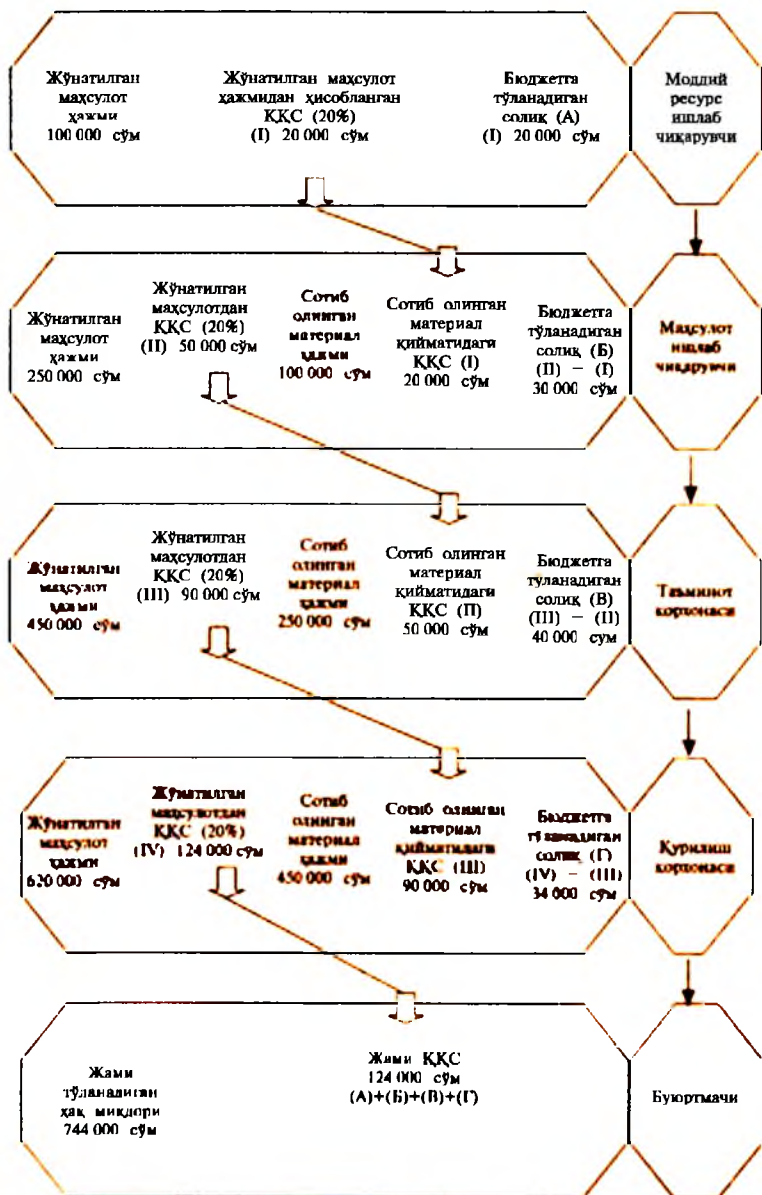 Жўнатилган
маҳсулот
ҳажми
100 000 сўм
Жўнатилган маҳсулот
ҳажмидан ҳисобланган
ҚҚС (20%)
(I) 20 000 сўм
Бюджетга
тўланадиган
солиқ (А)
(I) 20 000 сўм
Моддий
ресурс
ишлаб
чиқарувчи
Жўнатилган
маҳсулот
ҳажми
250 000 сўм
Жўнатилган
маҳсулотдан
ҚҚС (20%)
(II) 50 000 сўм
Сотиб
олинган
материал
ҳажми
100 000 сўм
Сотиб олинган
материал
қийматидаги
ҚҚС (I)
20 000 сўм
Бюджетга
тўланадиган
солиқ (Б)
(II) – (I)
30 000 сўм
Маҳсулот
ишлаб
чиқарувчи
Жўнатилган
маҳсулот
ҳажми
450 000 сўм
Жўнатилган
маҳсулотдан
ҚҚС (20%)
(III) 90 000 сўм
Сотиб
олинган
материал
ҳажми
250 000 сўм
Сотиб олинган
материал
қийматидаги
ҚҚС (П)
50 000 сўм
Бюджетга
тўланадиган
солиқ (В)
(III) – (II)
40 000 сум
Таъминот
корхонаси
Жўнатилган
маҳсулот
ҳажми
620 000 сўм
Жўнатилган
маҳсулотдан
ҚҚС (20%)
(IV) 124 000 сўм
Сотиб
олинган
материал
ҳажми
450 000 сўм
Сотиб олинган
материал
қийматидаги
ҚҚС (III)
90 000 сўм
Бюджетга
тўланадиган
солиқ (Г)
(IV) – (III)
34 000 сўм
Қурилиш
корхонаси
Жами
тўланадиган
ҳақ миқдори
744 000 сўм
Жами ҚҚС
124 000 сўм
(А)+(Б)+(В)+(Г)
Буюртмачи